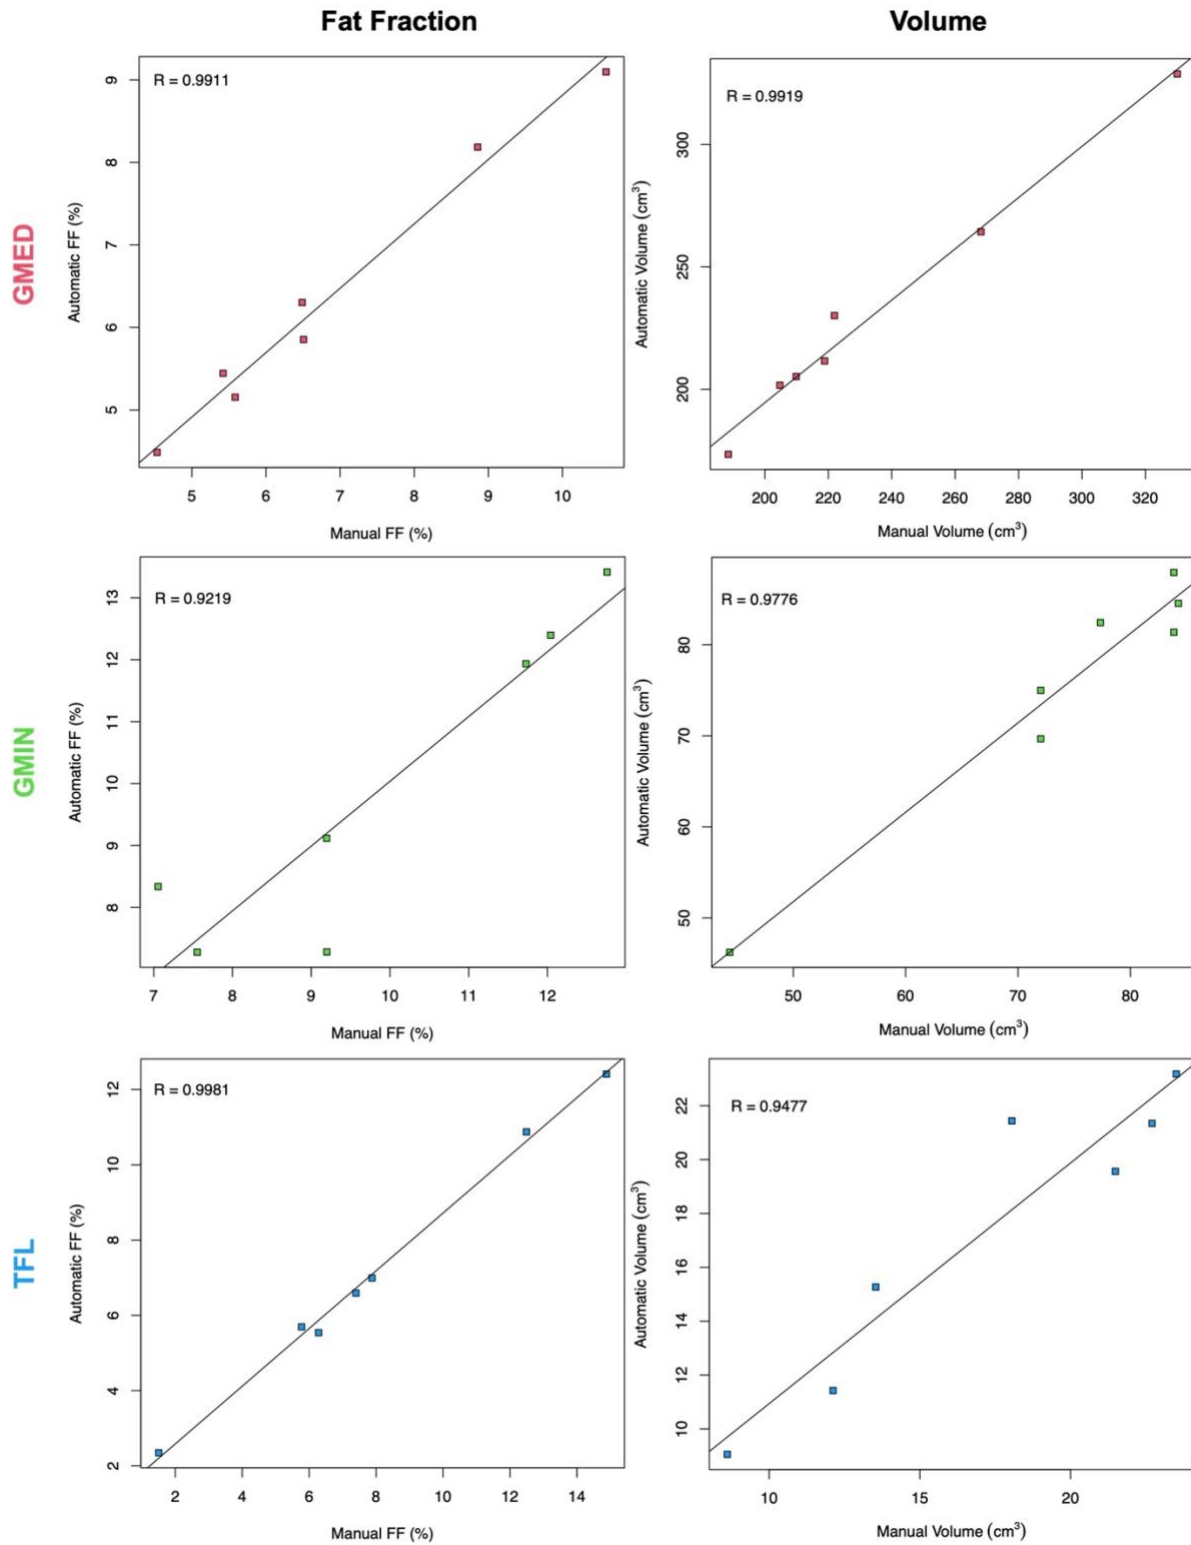 Fat Fraction
Volume
GMED
R = 0.9911
Automatic FF (%)
5
6
7
8
9
5 6 7 8 9 10
Manual FF (%)
R = 0.9919
Automatic Volume (cm³)
200
250
300
200 220 240 260 280 300 320
Manual Volume (cm³)
GMIN
R = 0.9219
Automatic FF (%)
8
9
10
11
12
13
7 8 9 10 11 12
Manual FF (%)
R = 0.9776
Automatic Volume (cm³)
50
60
70
80
50 60 70 80
Manual Volume (cm³)
TFL
R = 0.9981
Automatic FF (%)
2
4
6
8
10
12
2 4 6 8 10 12 14
Manual FF (%)
R = 0.9477
Automatic Volume (cm³)
10
12
14
16
18
20
22
10 15 20
Manual Volume (cm³)